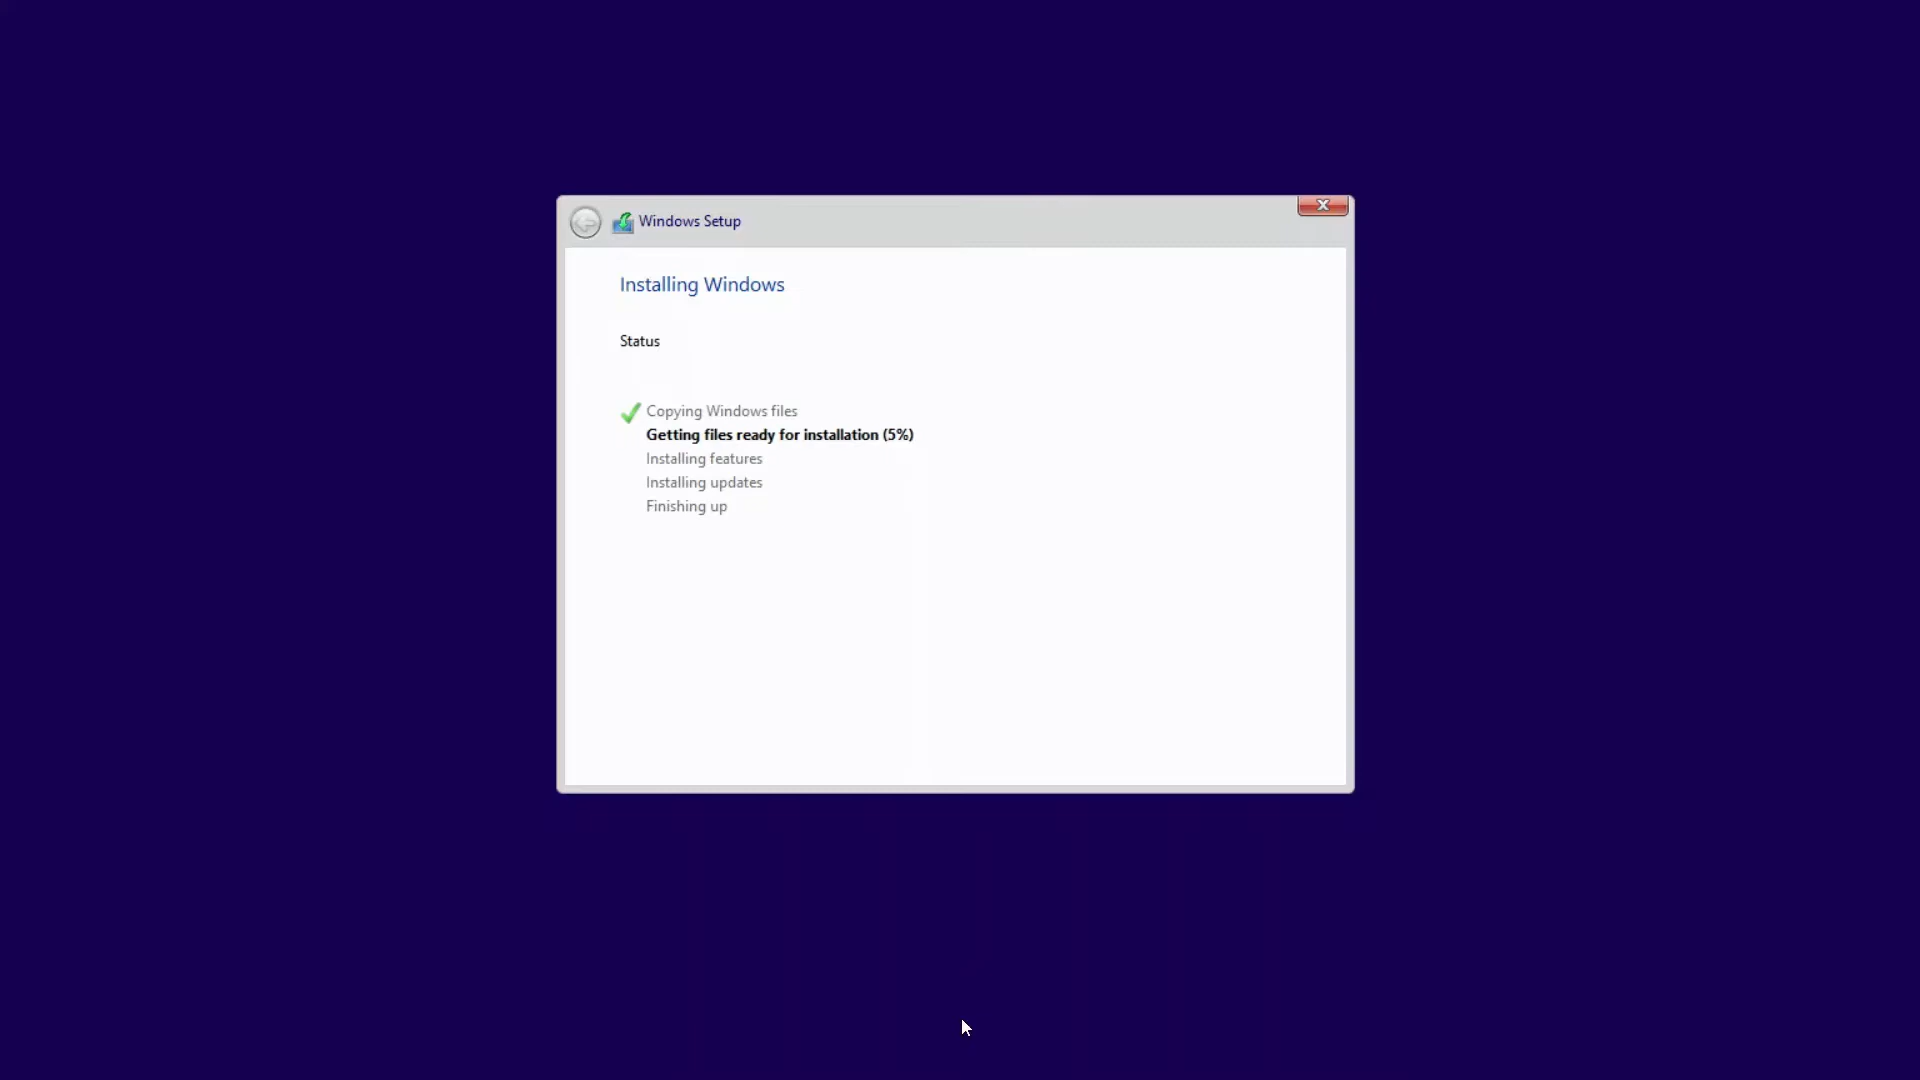 Windows Setup
Installing Windows
Status
Copying Windows files
Getting files ready for installation (5%)
Installing features
Installing updates
Finishing up